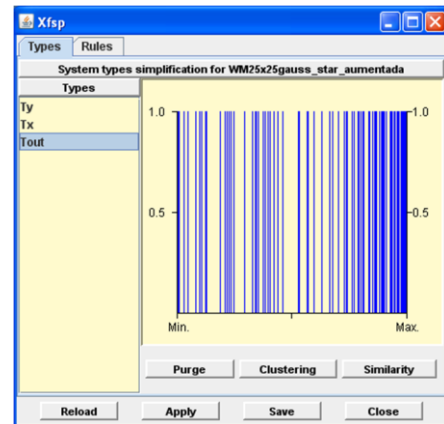 Xfsp
Types Rules
System types simplification for WM25x25gauss_star_aumentada
Types
Ty
Tx
Tout
1.0 1.0
0.5 0.5
Min. Max.
Purge Clustering Similarity
Reload Apply Save Close